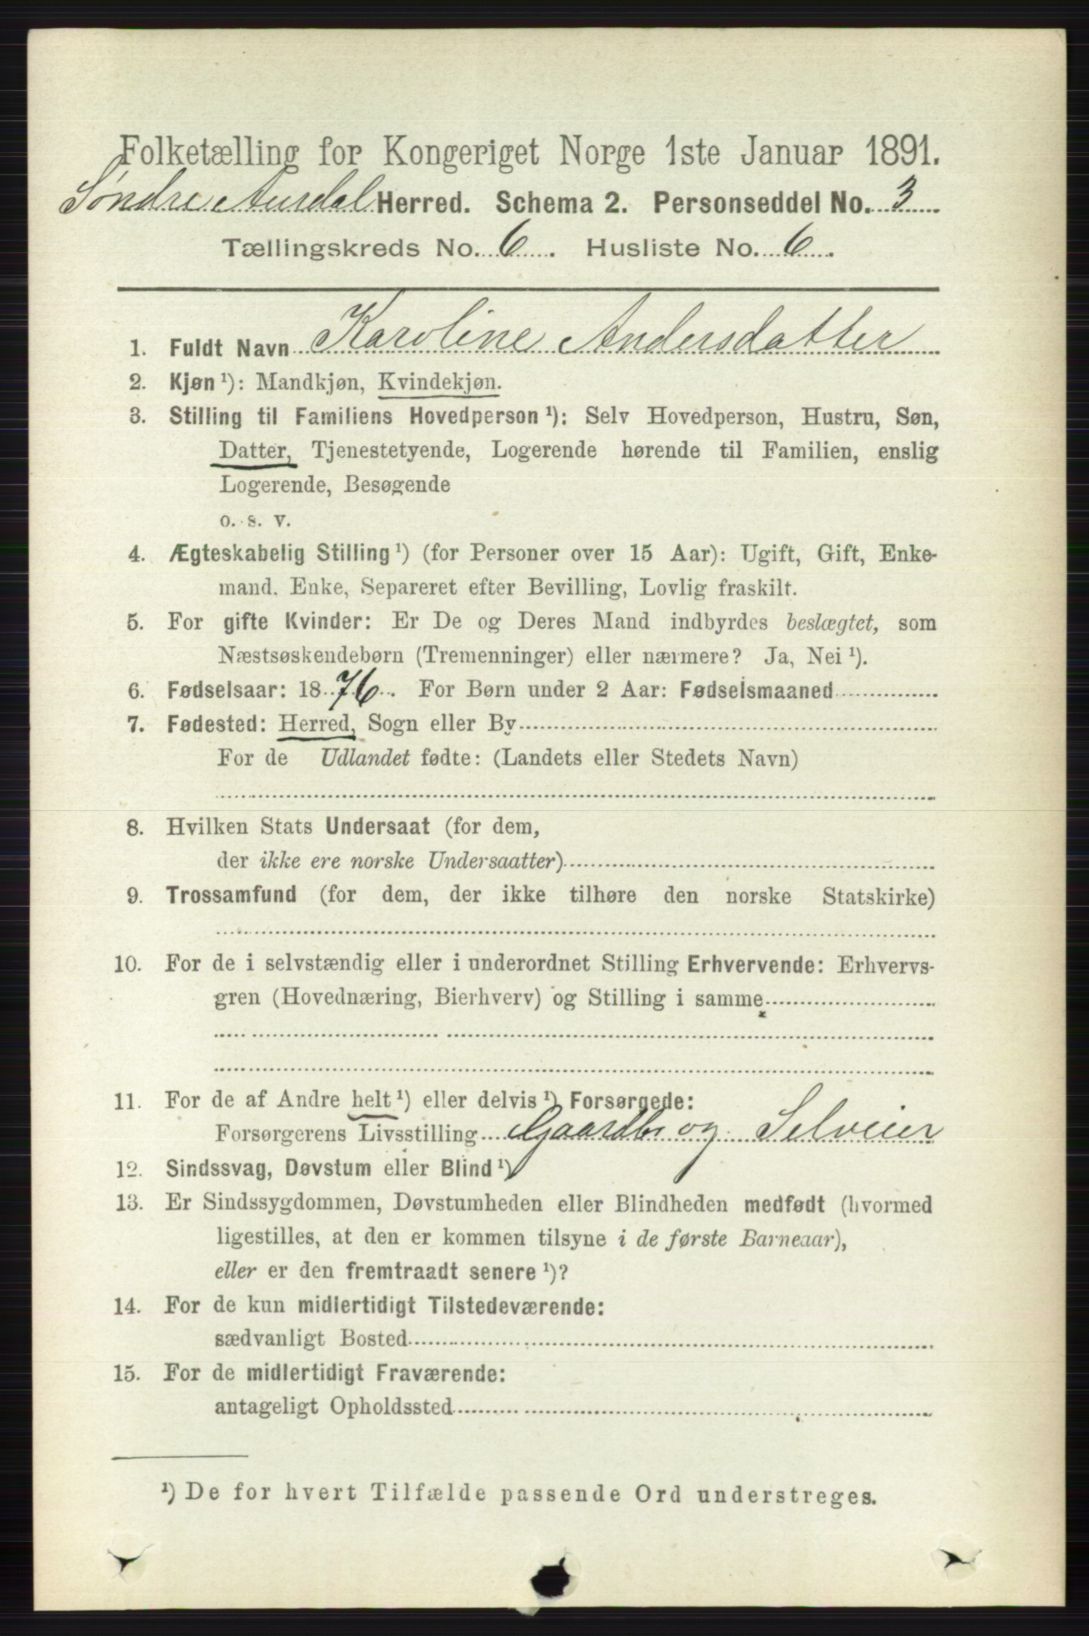 Folketælling for Kongeriget Norge 1ste Januar 1891.
Søndre Aurdal Herred. Schema 2. Personseddel No. 3
Tællingskreds No. 6. Husliste No. 6.
1. Fuldt Navn Karoline Andersdatter
2. Kjøn ¹): Mandkjøn, Kvindekjøn.
3. Stilling til Familiens Hovedperson ¹): Selv Hovedperson, Hustru, Søn,
Datter, Tjenestetyende, Logerende hørende til Familien, enslig
Logerende, Besøgende
o. s. v.
4. Ægteskabelig Stilling ¹) (for Personer over 15 Aar): Ugift, Gift, Enke-
mand, Enke, Separeret efter Bevilling, Lovlig fraskilt.
5. For gifte Kvinder: Er De og Deres Mand indbyrdes beslægtet, som
Næstsøskendebørn (Tremenninger) eller nærmere? Ja, Nei ¹).
6. Fødselsaar: 1876. For Børn under 2 Aar: Fødselsmaaned
7. Fødested: Herred, Sogn eller By
For de Udlandet fødte: (Landets eller Stedets Navn)
8. Hvilken Stats Undersaat (for dem,
der ikke ere norske Undersaatter)
9. Trossamfund (for dem, der ikke tilhøre den norske Statskirke)
10. For de i selvstændig eller i underordnet Stilling Erhvervende: Erhvervs-
gren (Hovednæring, Bierhverv) og Stilling i samme
11. For de af Andre helt ¹) eller delvis ¹) Forsørgede:
Forsørgerens Livsstilling Gaardbr og Selveier
12. Sindssvag, Døvstum eller Blind ¹)
13. Er Sindssygdommen, Døvstumheden eller Blindheden medfødt (hvormed
ligestilles, at den er kommen tilsyne i de første Barneaar),
eller er den fremtraadt senere ¹)?
14. For de kun midlertidigt Tilstedeværende:
sædvanligt Bosted
15. For de midlertidigt Fraværende:
antageligt Opholdssted
¹) De for hvert Tilfælde passende Ord understreges.